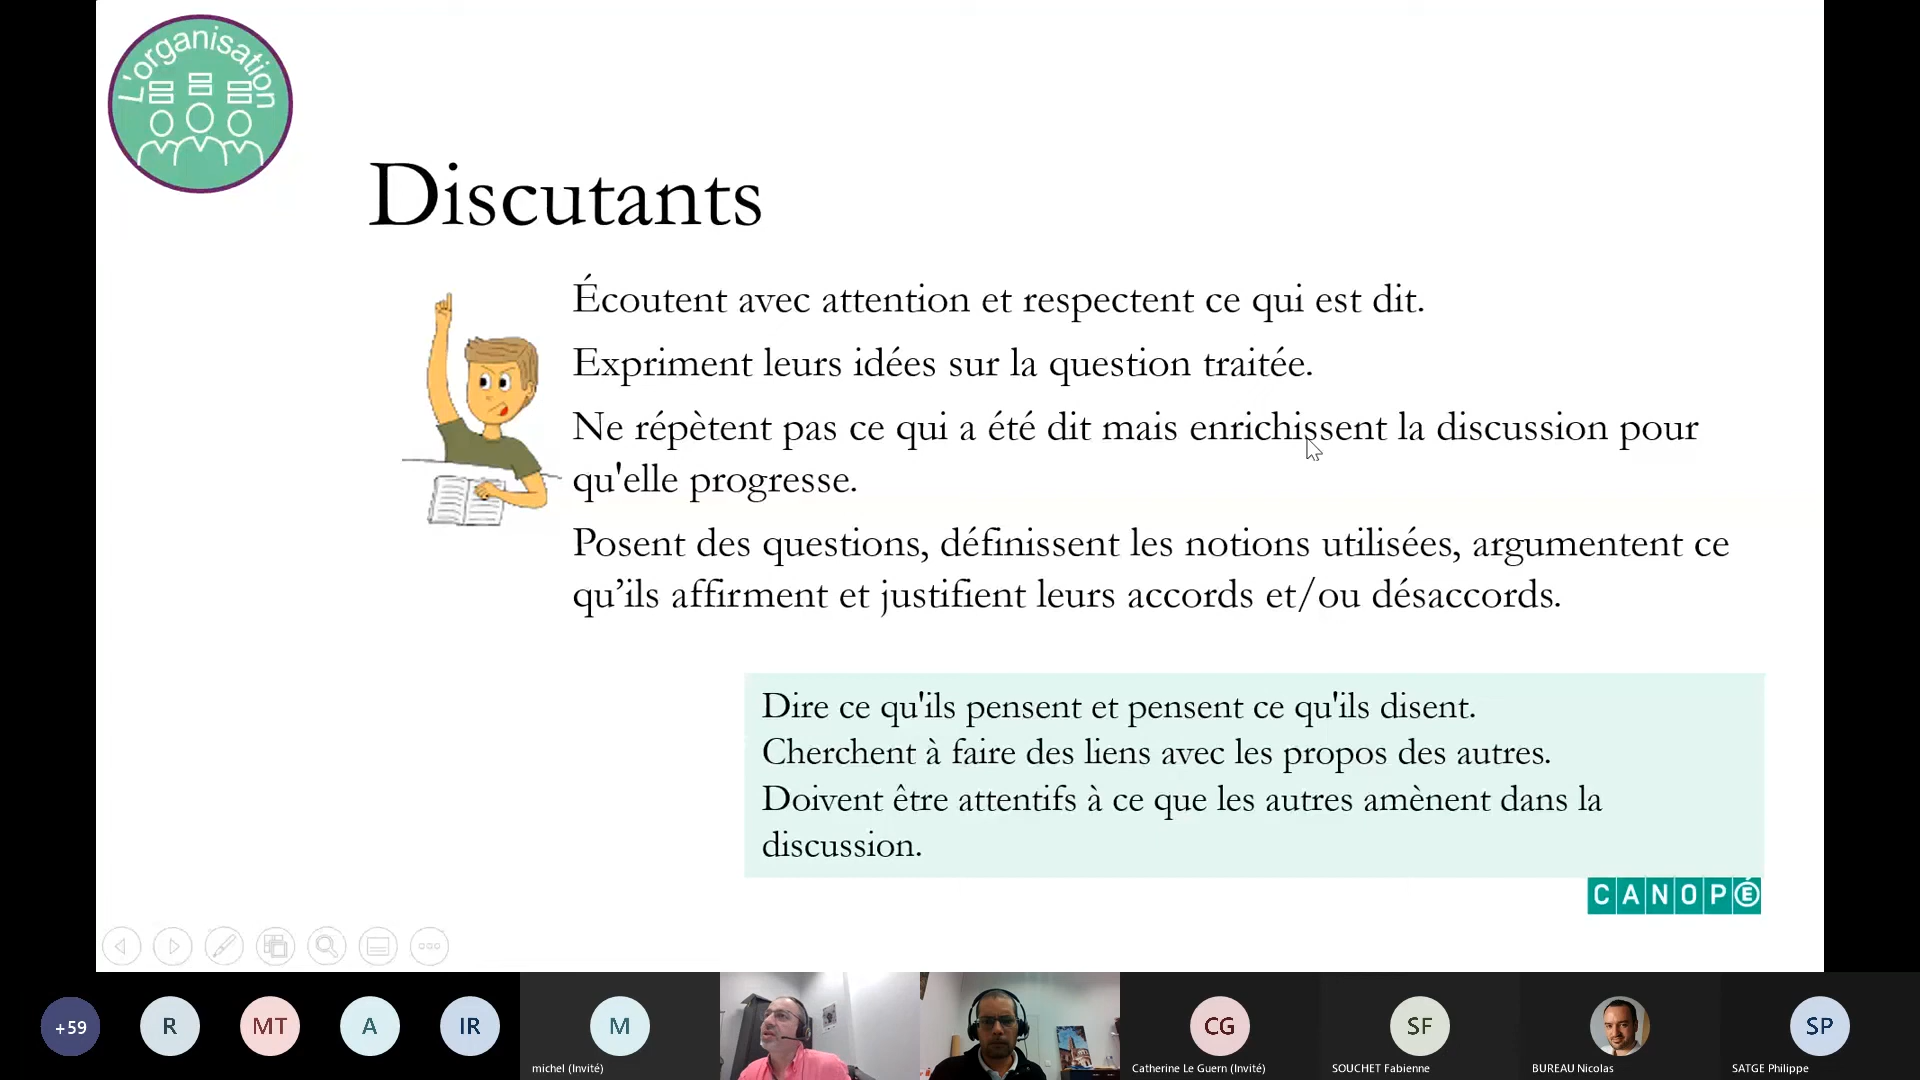 L'organisation
Discutants
Écoutent avec attention et respectent ce qui est dit.
Expriment leurs idées sur la question traitée.
Ne répètent pas ce qui a été dit mais enrichissent la discussion pour
qu'elle progresse.
Posent des questions, définissent les notions utilisées, argumentent ce
qu’ils affirment et justifient leurs accords et/ou désaccords.
Dire ce qu'ils pensent et pensent ce qu'ils disent.
Cherchent à faire des liens avec les propos des autres.
Doivent être attentifs à ce que les autres amènent dans la
discussion.
CANOPÉ
+59
R
MT
A
IR
M
CG
SF
SP
michel (Invité)
Catherine Le Guern (Invité)
SOUCHET Fabienne
BUREAU Nicolas
SATGE Philippe